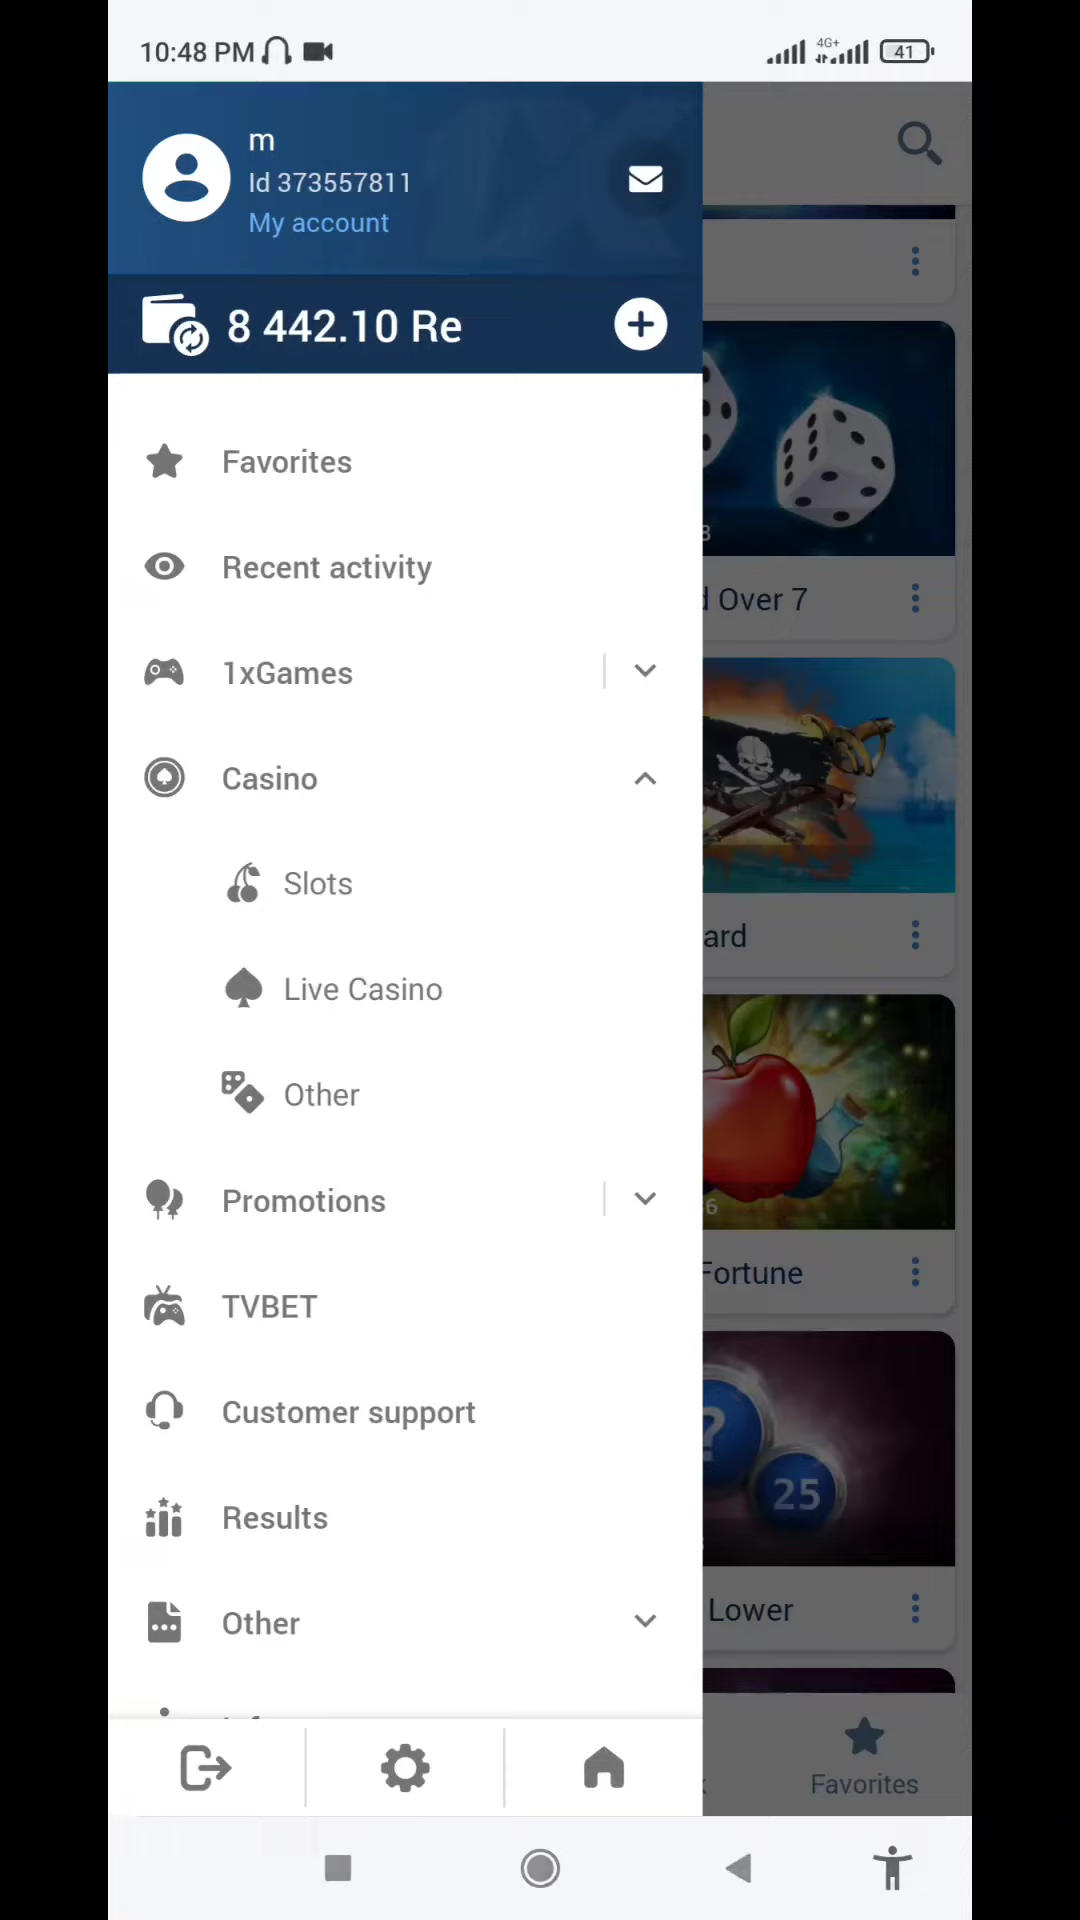 10:48 PM
4G+
41
m
Id 373557811
My account
8 442.10 Re
Favorites
Recent activity
1xGames
Casino
Slots
Live Casino
Other
Promotions
TVBET
Customer support
Results
Other
Over 7
ard
Fortune
?
25
Lower
Favorites